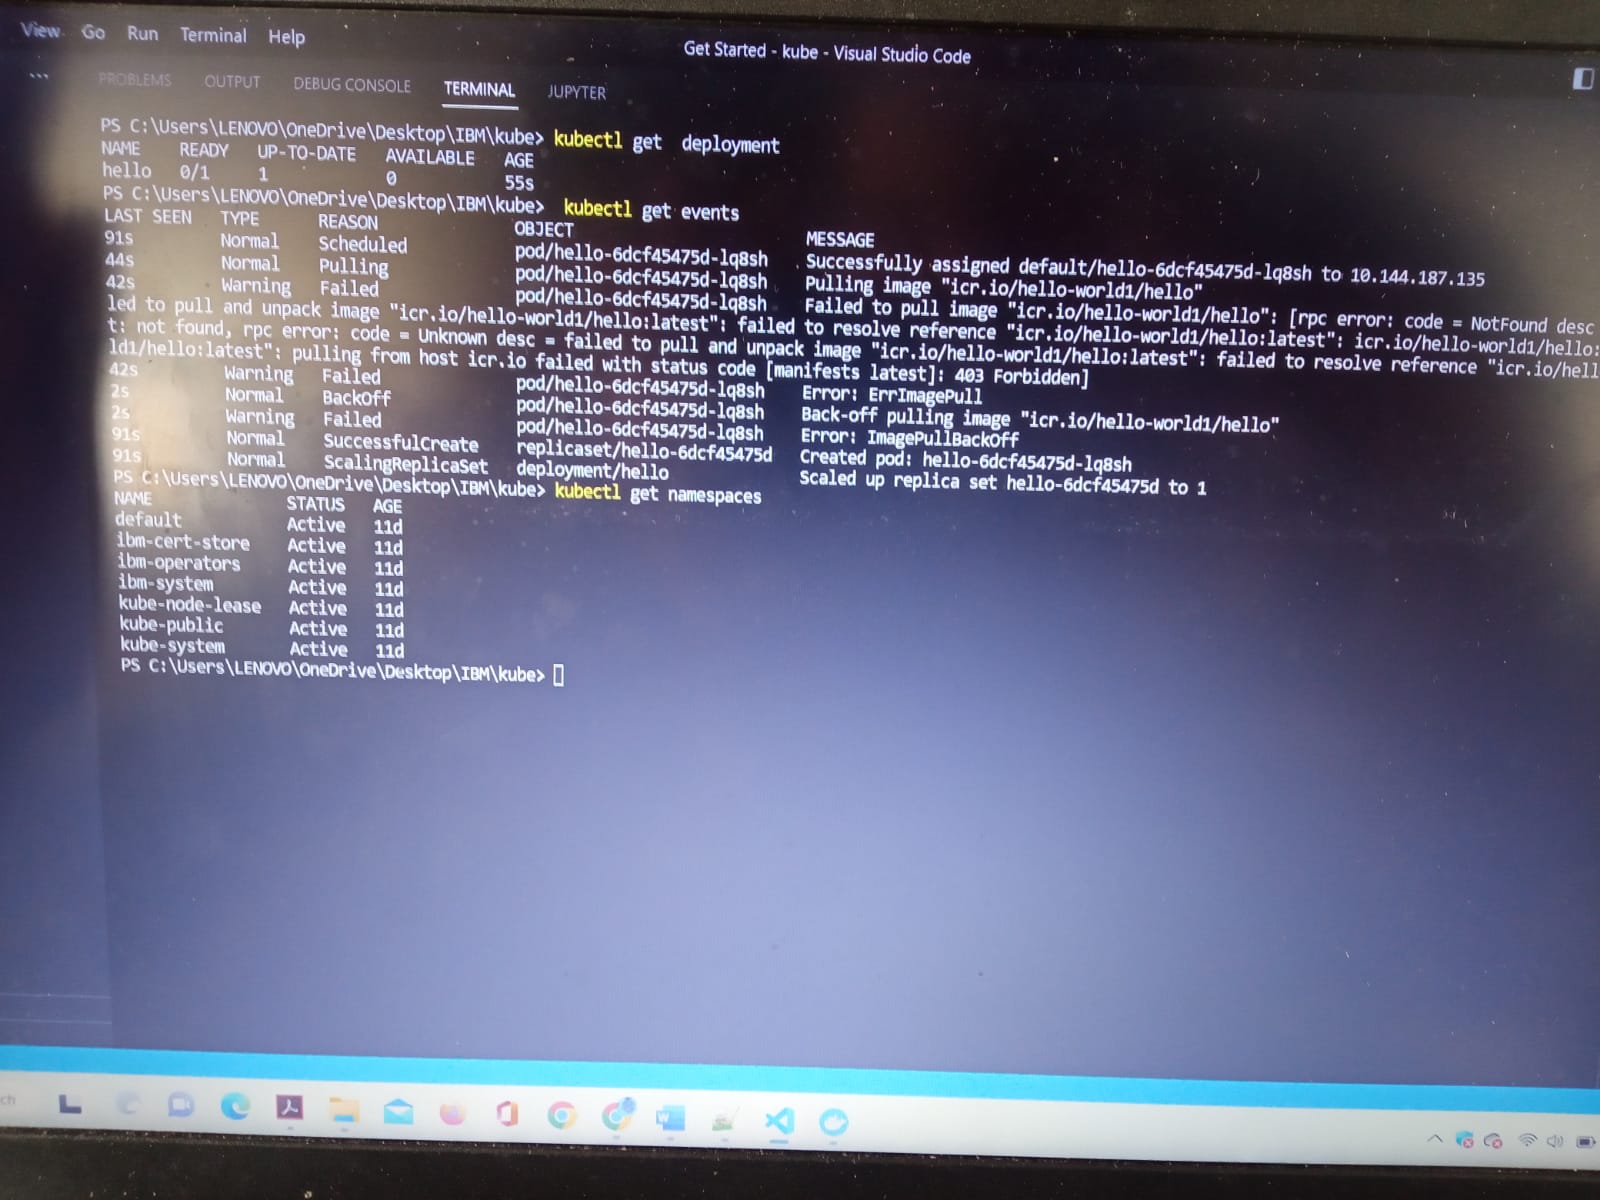 View Go Run Terminal Help
Get Started - kube - Visual Studio Code
PROBLEMS OUTPUT DEBUG CONSOLE TERMINAL JUPYTER
PS C:\Users\LENOVO\OneDrive\Desktop\IBM\kube> kubectl get  deployment
NAME READY UP-TO-DATE AVAILABLE AGE
hello 0/1 1 0 55s
PS C:\Users\LENOVO\OneDrive\Desktop\IBM\kube>  kubectl get events
LAST SEEN TYPE REASON OBJECT MESSAGE
91s Normal Scheduled pod/hello-6dcf45475d-lq8sh Successfully assigned default/hello-6dcf45475d-lq8sh to 10.144.187.135
44s Normal Pulling pod/hello-6dcf45475d-lq8sh Pulling image "icr.io/hello-world1/hello"
42s Warning Failed pod/hello-6dcf45475d-lq8sh Failed to pull image "icr.io/hello-world1/hello": [rpc error: code = NotFound desc
led to pull and unpack image "icr.io/hello-world1/hello:latest": failed to resolve reference "icr.io/hello-world1/hello:latest": icr.io/hello-world1/hello:
t: not found, rpc error: code = Unknown desc = failed to pull and unpack image "icr.io/hello-world1/hello:latest": failed to resolve reference "icr.io/hell
ld1/hello:latest": pulling from host icr.io failed with status code [manifests latest]: 403 Forbidden]
42s Warning Failed pod/hello-6dcf45475d-lq8sh Error: ErrImagePull
2s Normal BackOff pod/hello-6dcf45475d-lq8sh Back-off pulling image "icr.io/hello-world1/hello"
2s Warning Failed pod/hello-6dcf45475d-lq8sh Error: ImagePullBackOff
91s Normal SuccessfulCreate replicaset/hello-6dcf45475d Created pod: hello-6dcf45475d-lq8sh
91s Normal ScalingReplicaSet deployment/hello Scaled up replica set hello-6dcf45475d to 1
PS C:\Users\LENOVO\OneDrive\Desktop\IBM\kube> kubectl get namespaces
NAME STATUS AGE
default Active 11d
ibm-cert-store Active 11d
ibm-operators Active 11d
ibm-system Active 11d
kube-node-lease Active 11d
kube-public Active 11d
kube-system Active 11d
PS C:\Users\LENOVO\OneDrive\Desktop\IBM\kube>
ch